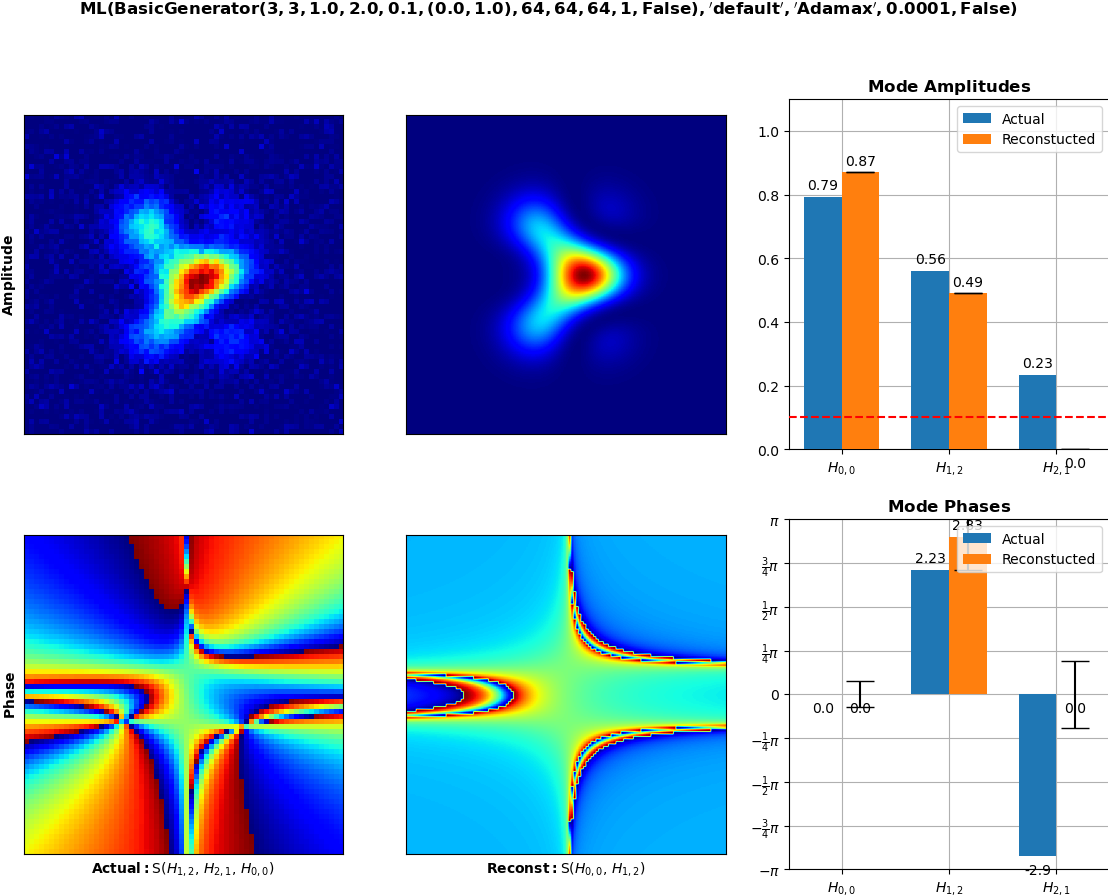 ML(BasicGenerator(3, 3, 1.0, 2.0, 0.1, (0.0, 1.0), 64, 64, 64, 1, False), ′default′, ′Adamax′, 0.0001, False)
Amplitude
Mode Amplitudes
Actual
Reconstucted
1.0
0.8
0.6
0.4
0.2
0.0
0.79
0.87
0.56
0.49
0.23
0.0
H0,0
H1,2
H2,1
Phase
Actual: S(H1,2, H2,1, H0,0)
Reconst: S(H0,0, H1,2)
Mode Phases
Actual
Reconstucted
π
3/4π
1/2π
1/4π
0
−1/4π
−1/2π
−3/4π
−π
0.0
0.0
2.23
2.83
-2.9
0.0
H0,0
H1,2
H2,1